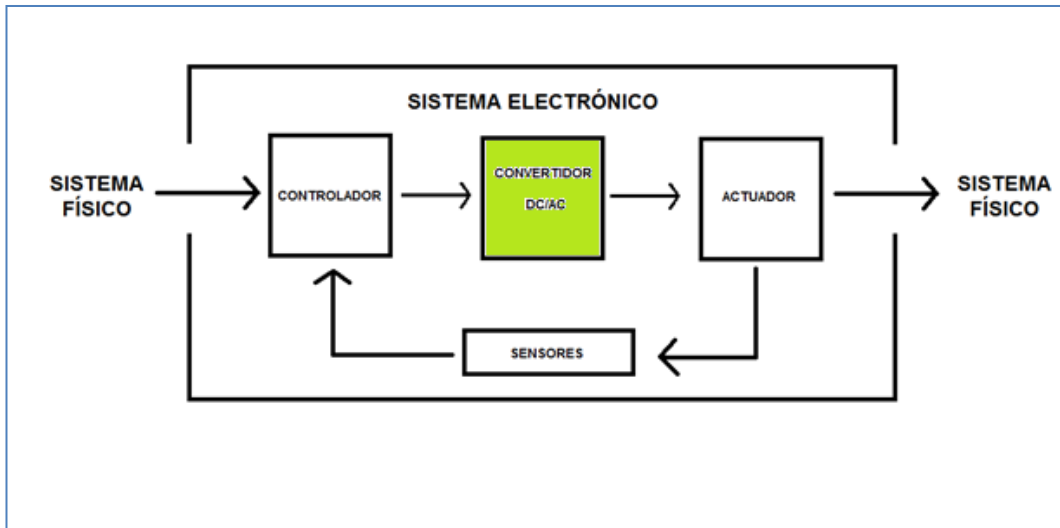 SISTEMA ELECTRÓNICO
SISTEMA
FÍSICO
CONTROLADOR
CONVERTIDOR
DC/AC
ACTUADOR
SISTEMA
FÍSICO
SENSORES